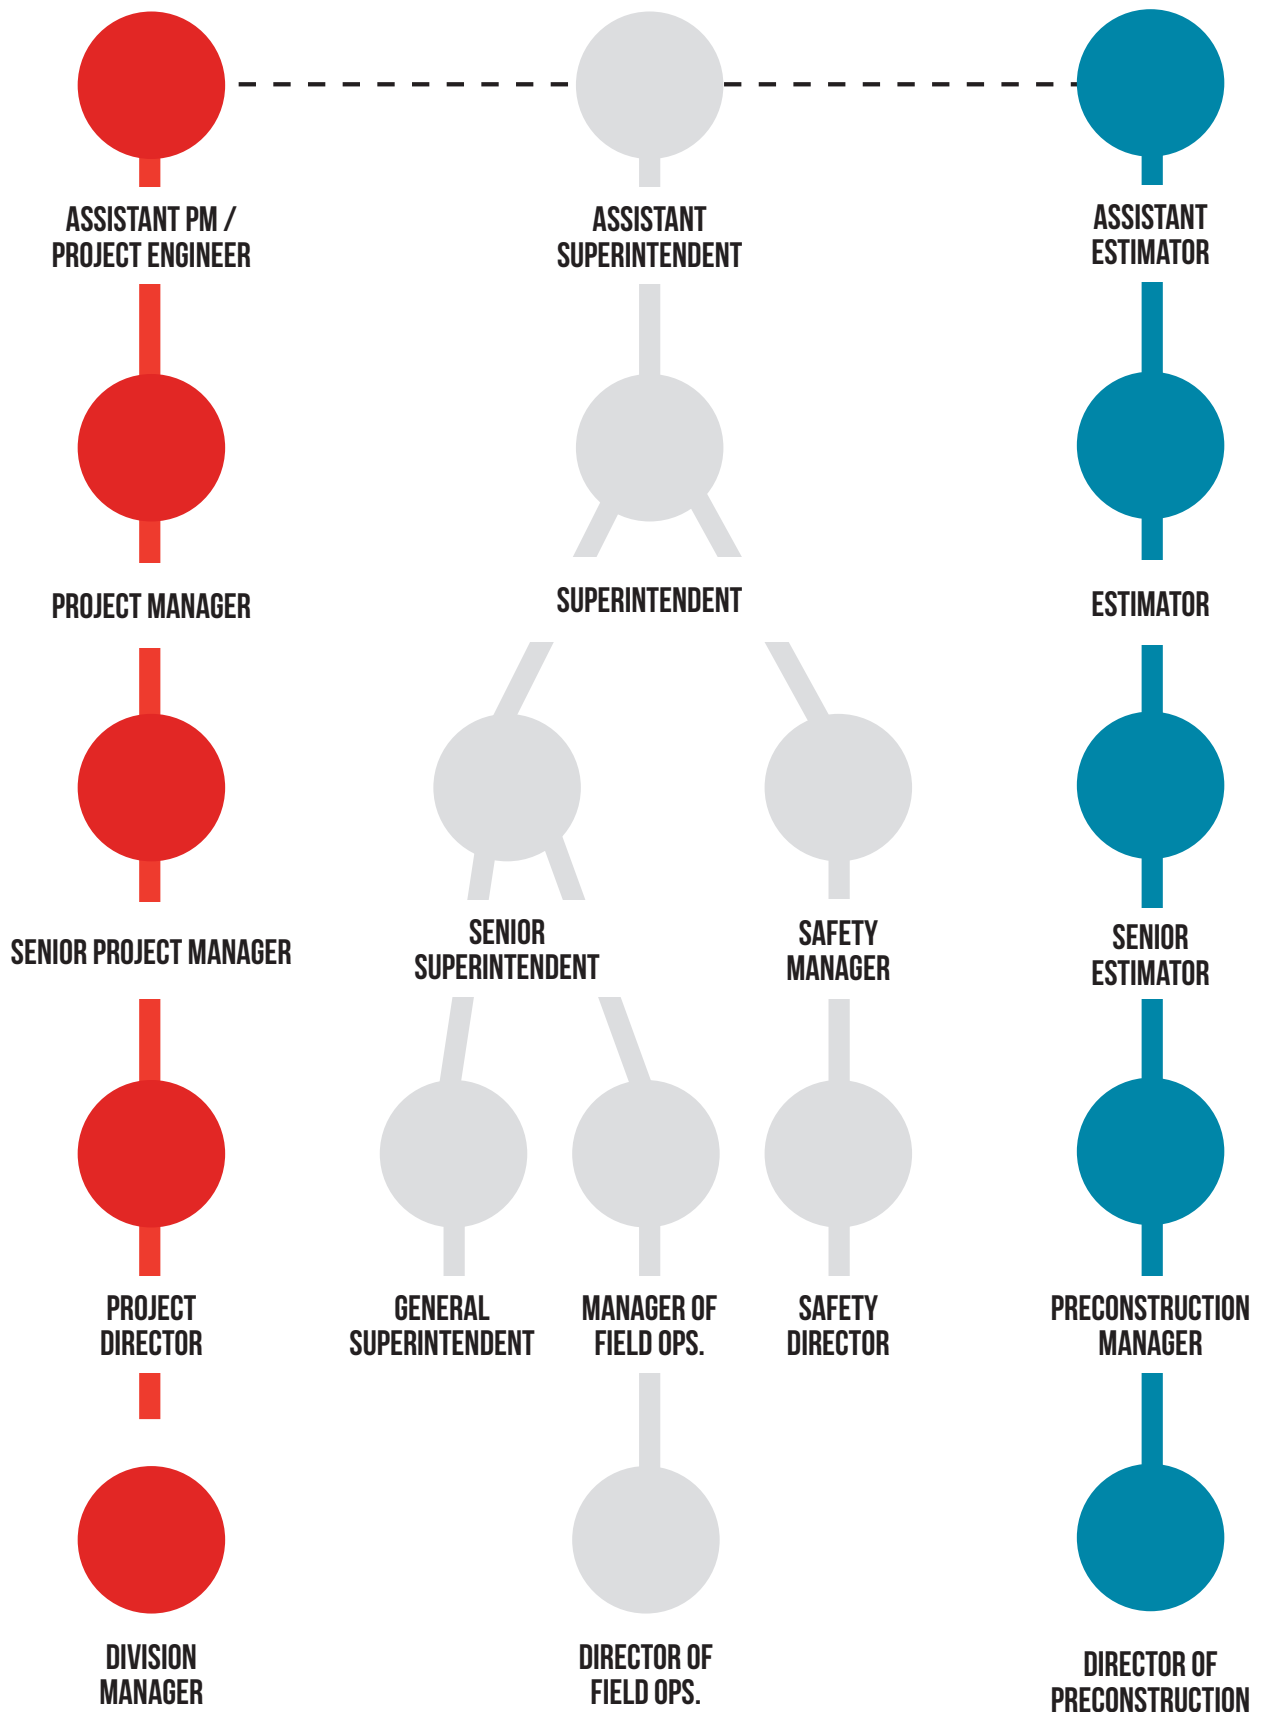 ASSISTANT PM /
PROJECT ENGINEER
ASSISTANT
SUPERINTENDENT
ASSISTANT
ESTIMATOR
PROJECT MANAGER
SUPERINTENDENT
ESTIMATOR
SENIOR PROJECT MANAGER
SENIOR
SUPERINTENDENT
SAFETY
MANAGER
SENIOR
ESTIMATOR
PROJECT
DIRECTOR
GENERAL
SUPERINTENDENT
MANAGER OF
FIELD OPS.
SAFETY
DIRECTOR
PRECONSTRUCTION
MANAGER
DIVISION
MANAGER
DIRECTOR OF
FIELD OPS.
DIRECTOR OF
PRECONSTRUCTION